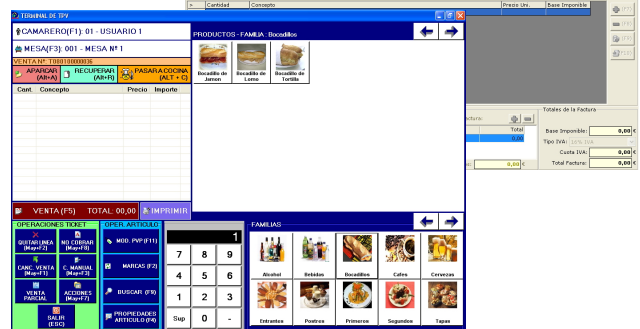 Cantidad Concepto Precio Uni. Base Imponible
TERMINAL DE TPV
CAMARERO(F1): 01 - USUARIO 1
MESA(F3): 001 - MESA Nº 1
VENTA Nº: T080100000036
APARCAR (Alt+A)
RECUPERAR (Alt+R)
PASAR A COCINA (ALT + C)
Cant. Concepto Precio Importe
VENTA (F5) TOTAL: 00,00
IMPRIMIR
PRODUCTOS - FAMILIA : Bocadillos
Bocadillo de Jamon
Bocadillo de Lomo
Bocadillo de Tortilla
OPERACIONES TICKET
QUITAR LINEA (May+F2)
NO COBRAR (May+F8)
CANC. VENTA (May+F1)
C. MANUAL (May+F3)
VENTA PARCIAL
ACCIONES (May+F7)
SALIR (ESC)
OPER. ARTICULO
MOD. PVP (F11)
MARCAS (F2)
BUSCAR (F9)
PROPIEDADES ARTICULO (F4)
1
7 8 9
4 5 6
1 2 3
Sup 0 -
FAMILIAS
Alcohol Bebidas Bocadillos Cafes Cervezas
Entrantes Postres Primeros Segundos Tapas
Totales de la Factura
Total
0,00
Base Imponible: 0,00 €
Tipo IVA: 16% IVA
Cuota IVA: 0,00 €
Total Factura: 0,00 €
0,00 €